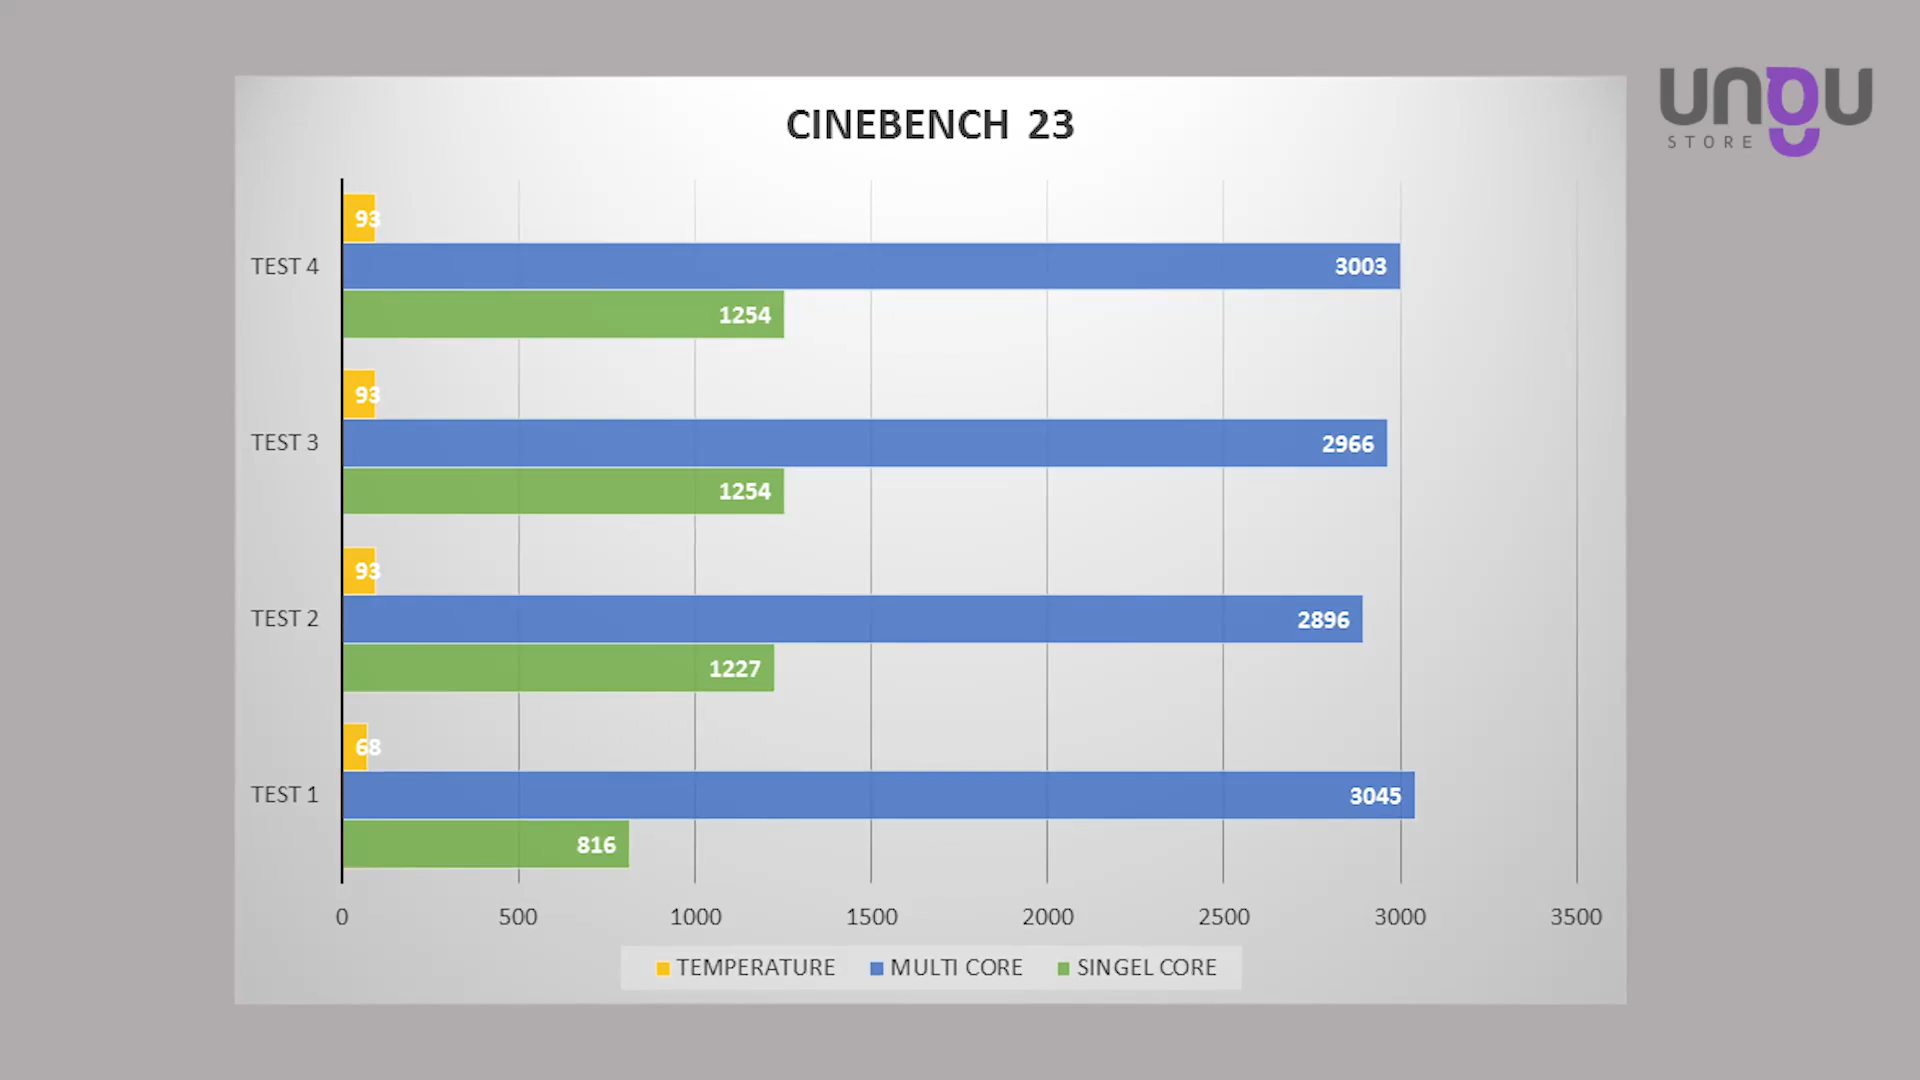 ungu
STORE
CINEBENCH 23
93
TEST 4
3003
1254
93
TEST 3
2966
1254
93
TEST 2
2896
1227
68
TEST 1
3045
816
0 500 1000 1500 2000 2500 3000 3500
TEMPERATURE MULTI CORE SINGEL CORE